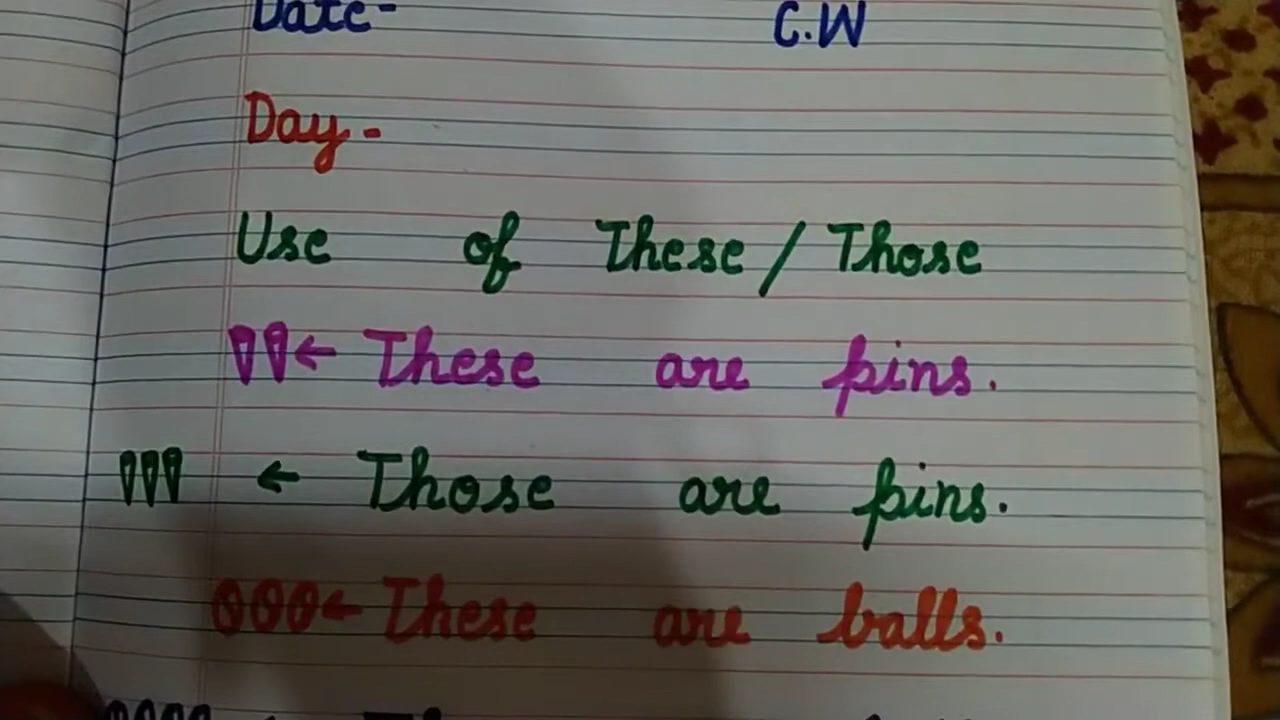 Date- C.W
Day-
Use of These / Those
These are pins.
Those are pins.
These are balls.